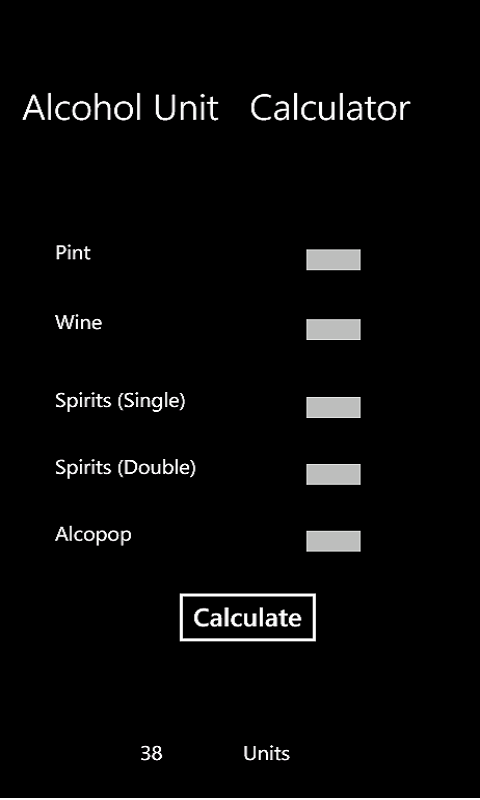 Alcohol Unit Calculator
Pint
Wine
Spirits (Single)
Spirits (Double)
Alcopop
Calculate
38 Units